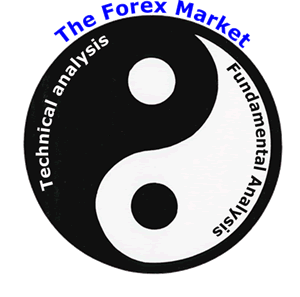 The Forex Market
Technical analysis
Fundamental Analysis